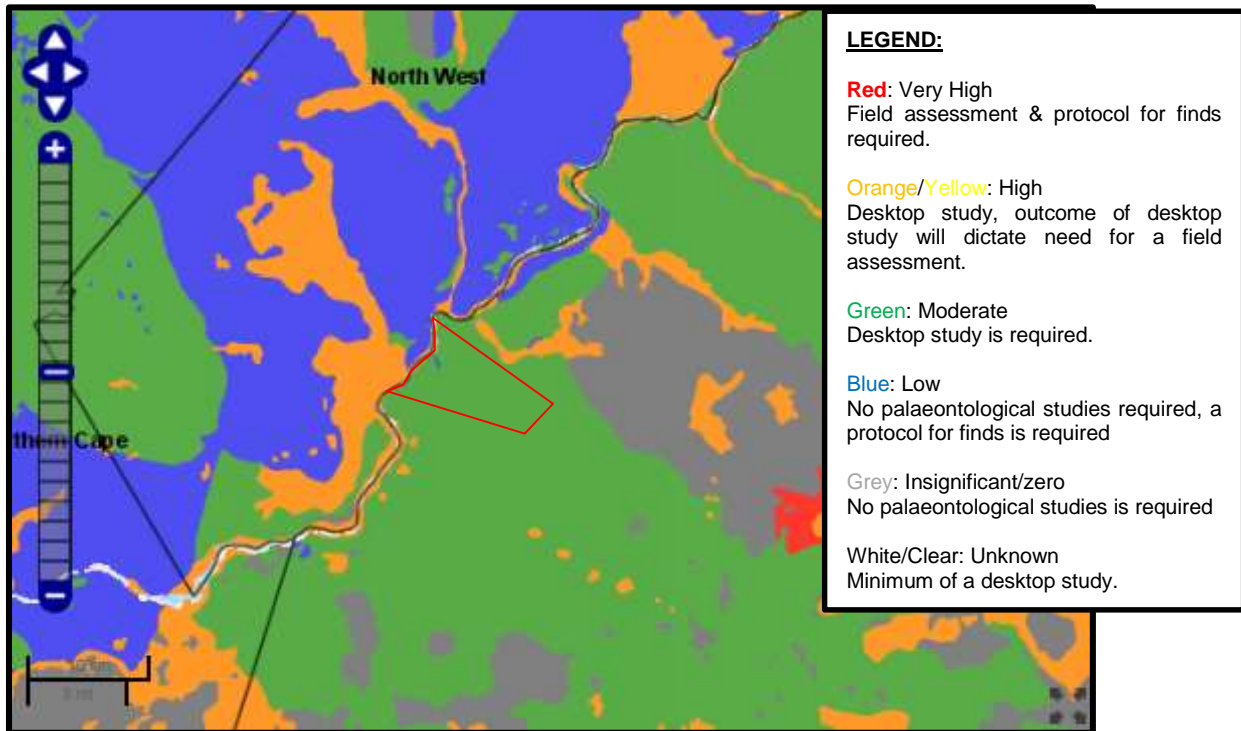 North West
thern Cape
+
−
−
LEGEND:
Red: Very High
Field assessment & protocol for finds
required.
Orange/Yellow: High
Desktop study, outcome of desktop
study will dictate need for a field
assessment.
Green: Moderate
Desktop study is required.
Blue: Low
No palaeontological studies required, a
protocol for finds is required
Grey: Insignificant/zero
No palaeontological studies is required
White/Clear: Unknown
Minimum of a desktop study.